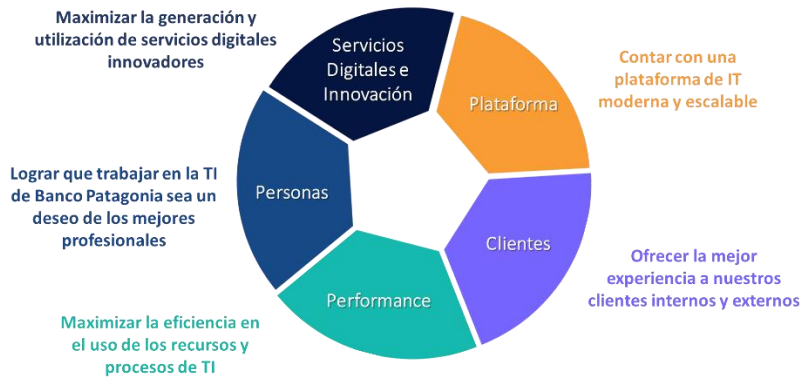 Maximizar la generación y
utilización de servicios digitales
innovadores
Servicios
Digitales e
Innovación
Plataforma
Contar con una
plataforma de IT
moderna y escalable
Lograr que trabajar en la TI
de Banco Patagonia sea un
deseo de los mejores
profesionales
Personas
Clientes
Ofrecer la mejor
experiencia a nuestros
clientes internos y externos
Performance
Maximizar la eficiencia en
el uso de los recursos y
procesos de TI